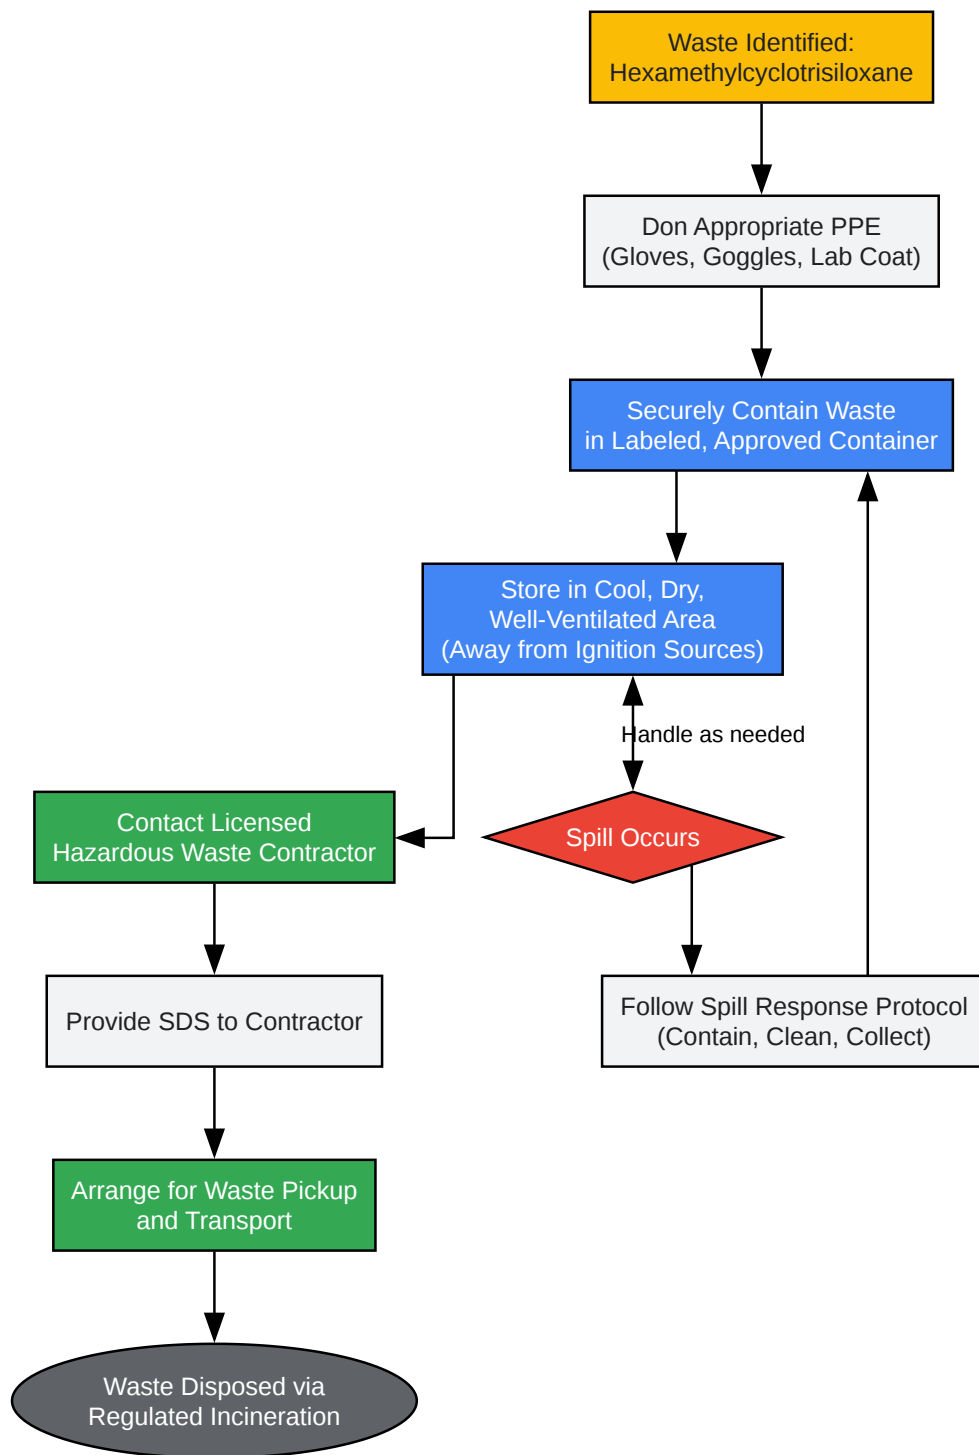 Waste Identified:
Hexamethylcyclotrisiloxane
Don Appropriate PPE
(Gloves, Goggles, Lab Coat)
Securely Contain Waste
in Labeled, Approved Container
Store in Cool, Dry,
Well-Ventilated Area
(Away from Ignition Sources)
Handle as needed
Contact Licensed
Hazardous Waste Contractor
Spill Occurs
Provide SDS to Contractor
Follow Spill Response Protocol
(Contain, Clean, Collect)
Arrange for Waste Pickup
and Transport
Waste Disposed via
Regulated Incineration